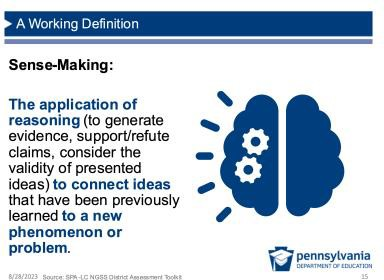 A Working Definition
Sense-Making:
The application of
reasoning (to generate
evidence, support/refute
claims, consider the
validity of presented
ideas) to connect ideas
that have been previously
learned to a new
phenomenon or
problem.
pennsylvania
DEPARTMENT OF EDUCATION
8/28/2023 Source: SPA-LC NGSS District Assessment Toolkit 15